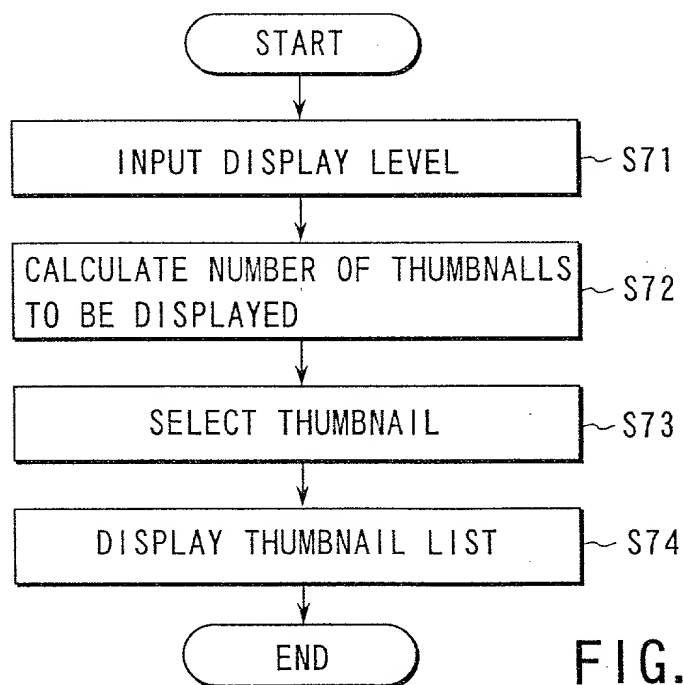 START
INPUT DISPLAY LEVEL
S71
CALCULATE NUMBER OF THUMBNALLS
TO BE DISPLAYED
S72
SELECT THUMBNAIL
S73
DISPLAY THUMBNAIL LIST
S74
END
FIG.